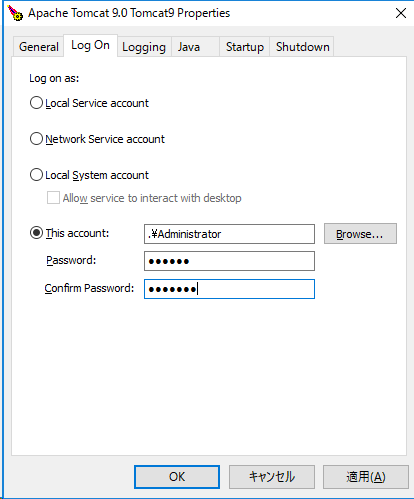 Apache Tomcat 9.0 Tomcat9 Properties
General Log On Logging Java Startup Shutdown
Log on as:
Local Service account
Network Service account
Local System account
Allow service to interact with desktop
This account: .¥Administrator Browse...
Password: ●●●●●●
Confirm Password: ●●●●●●●
OK キャンセル 適用(A)